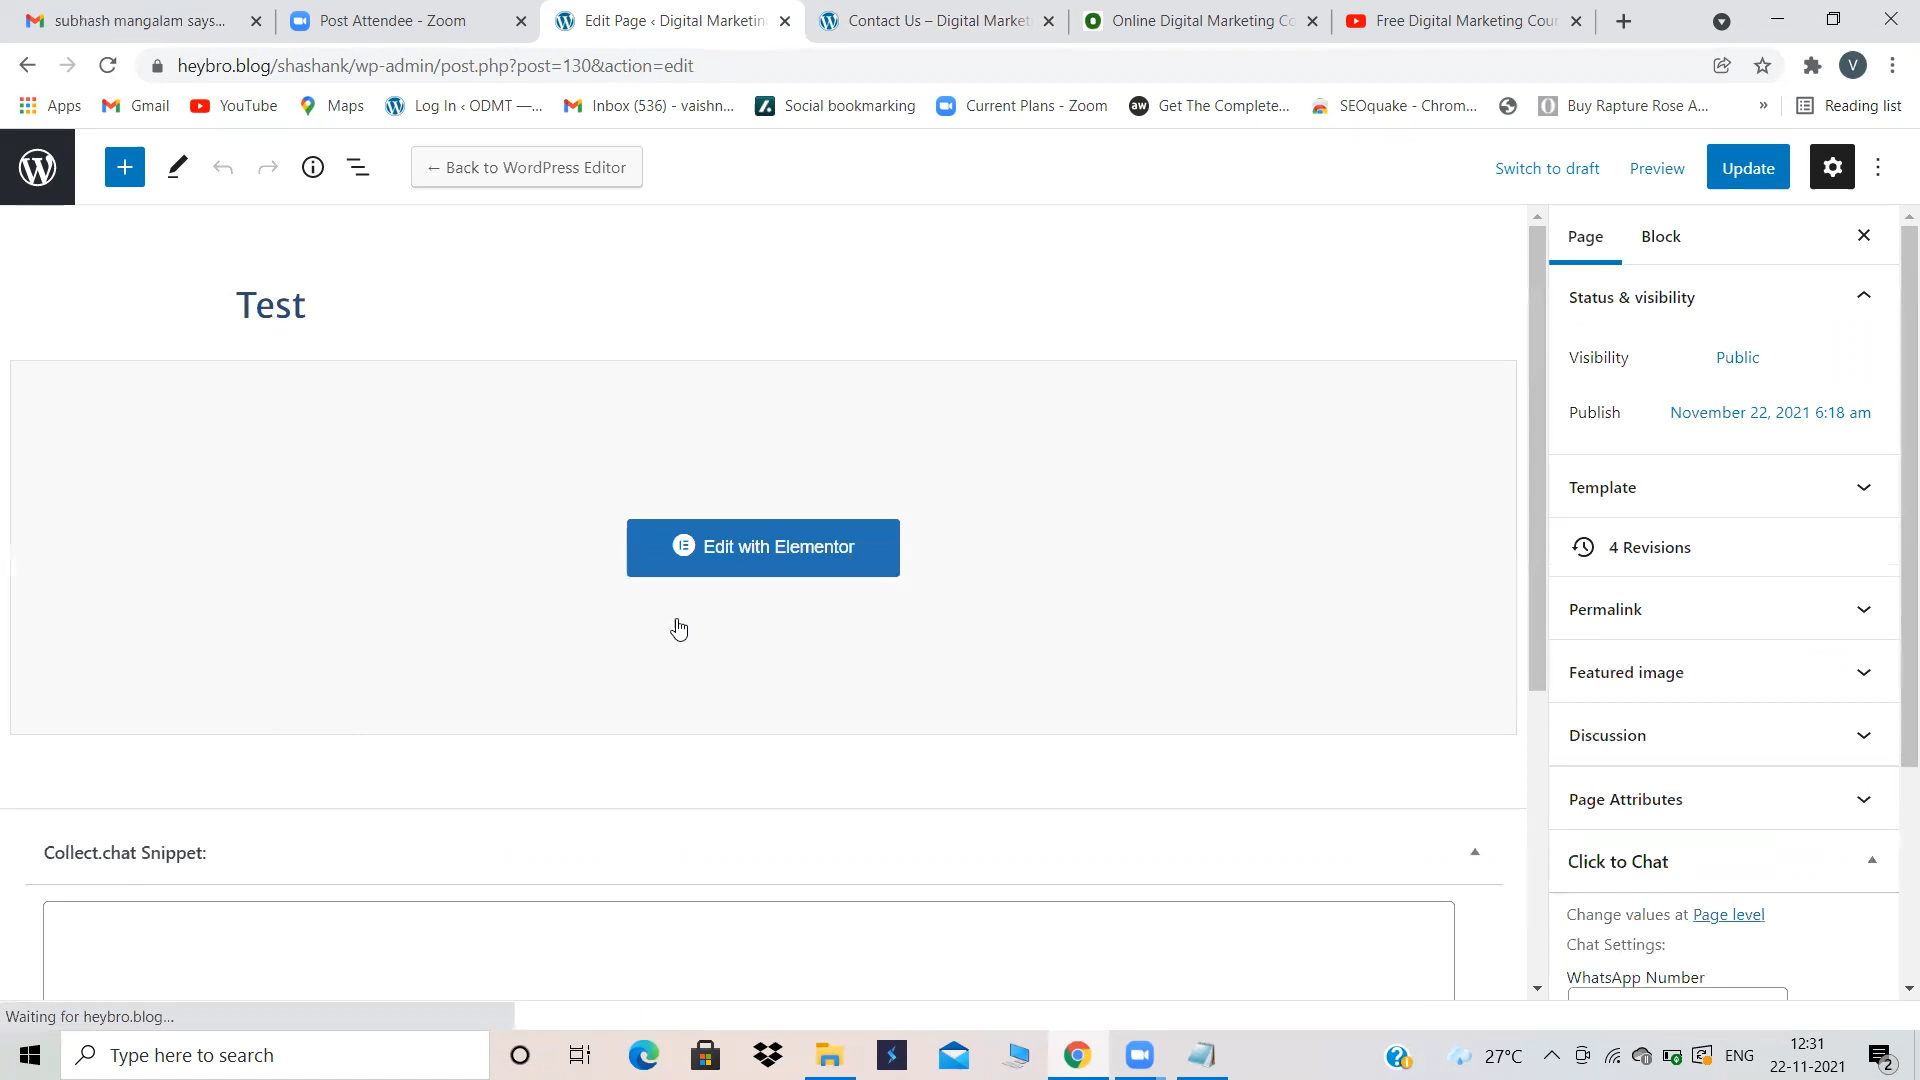 subhash mangalam says...
Post Attendee - Zoom
Edit Page ‹ Digital Marketin
Contact Us – Digital Market
Online Digital Marketing Co
Free Digital Marketing Cour
heybro.blog/shashank/wp-admin/post.php?post=130&action=edit
V
Apps
Gmail
YouTube
Maps
Log In ‹ ODMT —...
Inbox (536) - vaishn...
Social bookmarking
Current Plans - Zoom
aw
Get The Complete...
SEOquake - Chrom...
Buy Rapture Rose A...
»
Reading list
← Back to WordPress Editor
Switch to draft
Preview
Update
Page
Block
Test
Status & visibility
Visibility
Public
Publish
November 22, 2021 6:18 am
Template
Edit with Elementor
4 Revisions
Permalink
Featured image
Discussion
Page Attributes
Collect.chat Snippet:
Click to Chat
Change values at Page level
Chat Settings:
WhatsApp Number
Waiting for heybro.blog...
Type here to search
27°C
ENG
12:31
22-11-2021
2